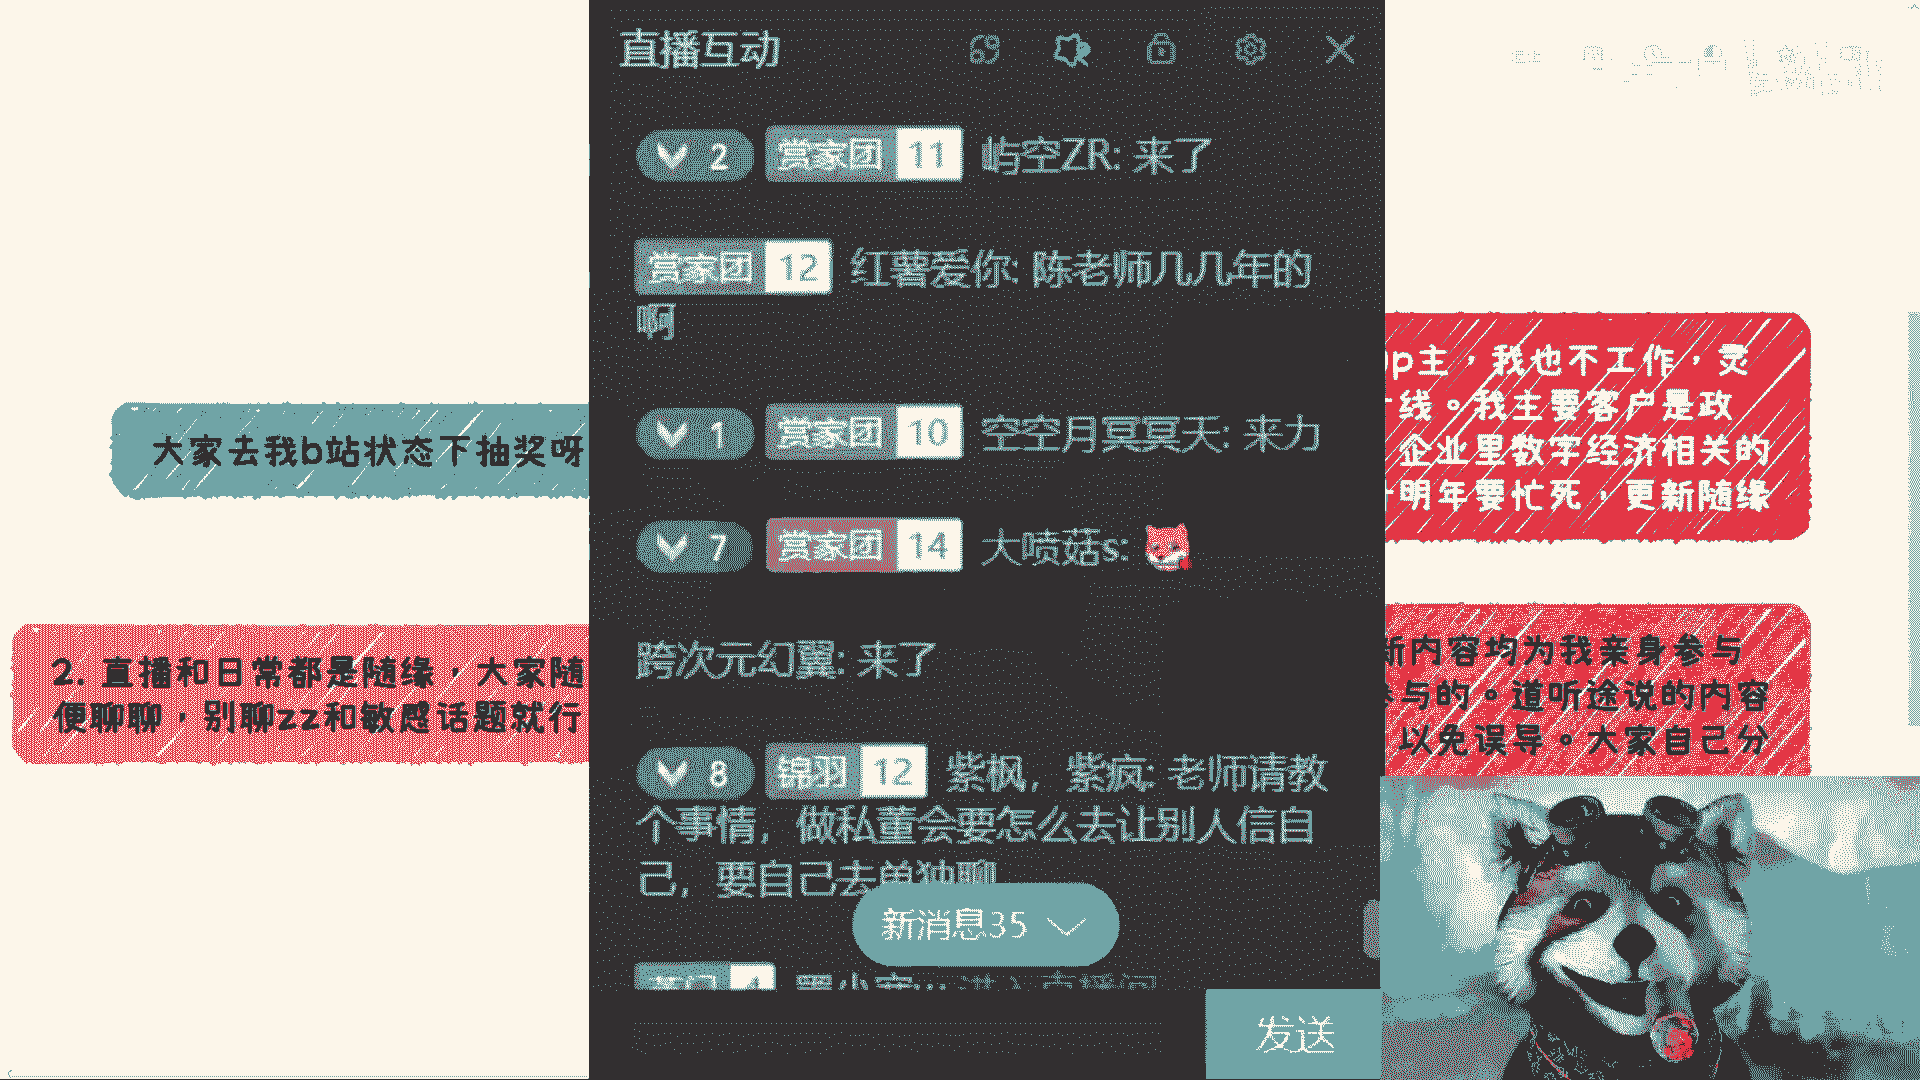 直播互动
2 赏家团 11 屿空ZR: 来了
赏家团 12 红薯爱你: 陈老师几几年的
啊
1 赏家团 10 空空月冥冥天: 来力
7 赏家团 14 大喷菇s:
跨次元幻翼: 来了
8 锦羽 12 紫枫，紫疯: 老师请教
个事情，做私董会要怎么去让别人信自
己，要自己去单独聊
新消息35
发送
大家去我b站状态下抽奖呀
2. 直播和日常都是随缘，大家随
便聊聊，别聊zz和敏感话题就行
p主，我也不工作，灵
线。我主要客户是政
企业里数字经济相关的
明年要忙死，更新随缘
新内容均为我亲身参与
参与的。道听途说的内容
以免误导。大家自己分